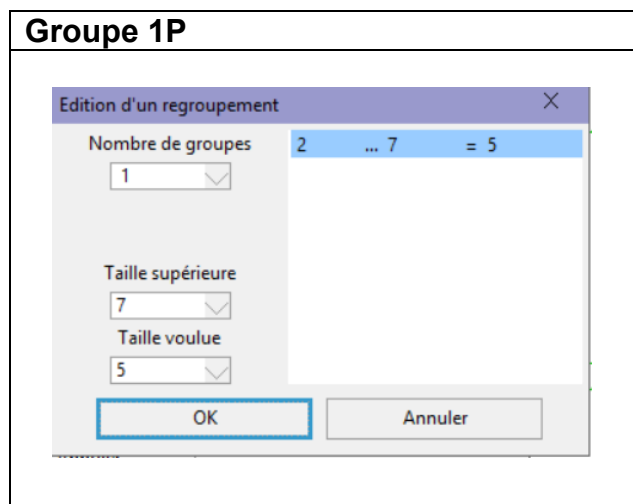 Groupe 1P
Edition d'un regroupement
Nombre de groupes
1
2 ... 7 = 5
Taille supérieure
7
Taille voulue
5
OK Annuler